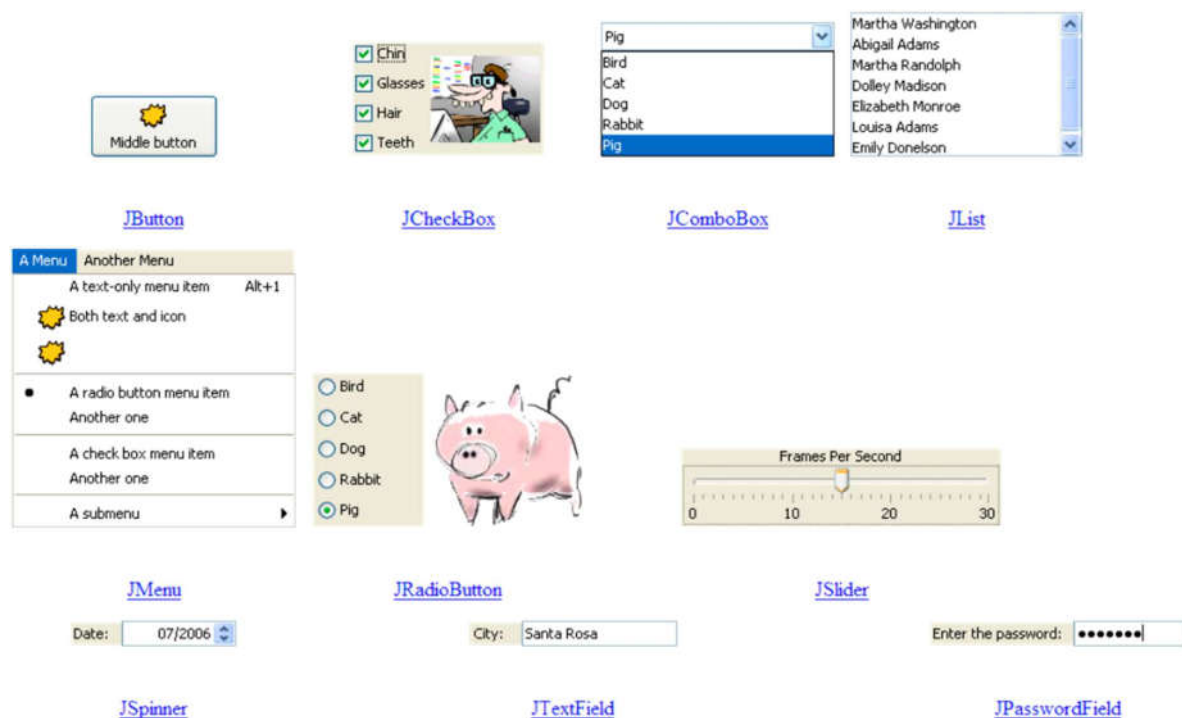 Middle button
Chin
Glasses
Hair
Teeth
Pig
Bird
Cat
Dog
Rabbit
Pig
Martha Washington
Abigail Adams
Martha Randolph
Dolley Madison
Elizabeth Monroe
Louisa Adams
Emily Donelson
JButton
JCheckBox
JComboBox
JList
A Menu Another Menu
A text-only menu item Alt+1
Both text and icon
A radio button menu item
Another one
A check box menu item
Another one
A submenu
Bird
Cat
Dog
Rabbit
Pig
Frames Per Second
0 10 20 30
JMenu
JRadioButton
JSlider
Date: 07/2006
City: Santa Rosa
Enter the password:
JSpinner
JTextField
JPasswordField